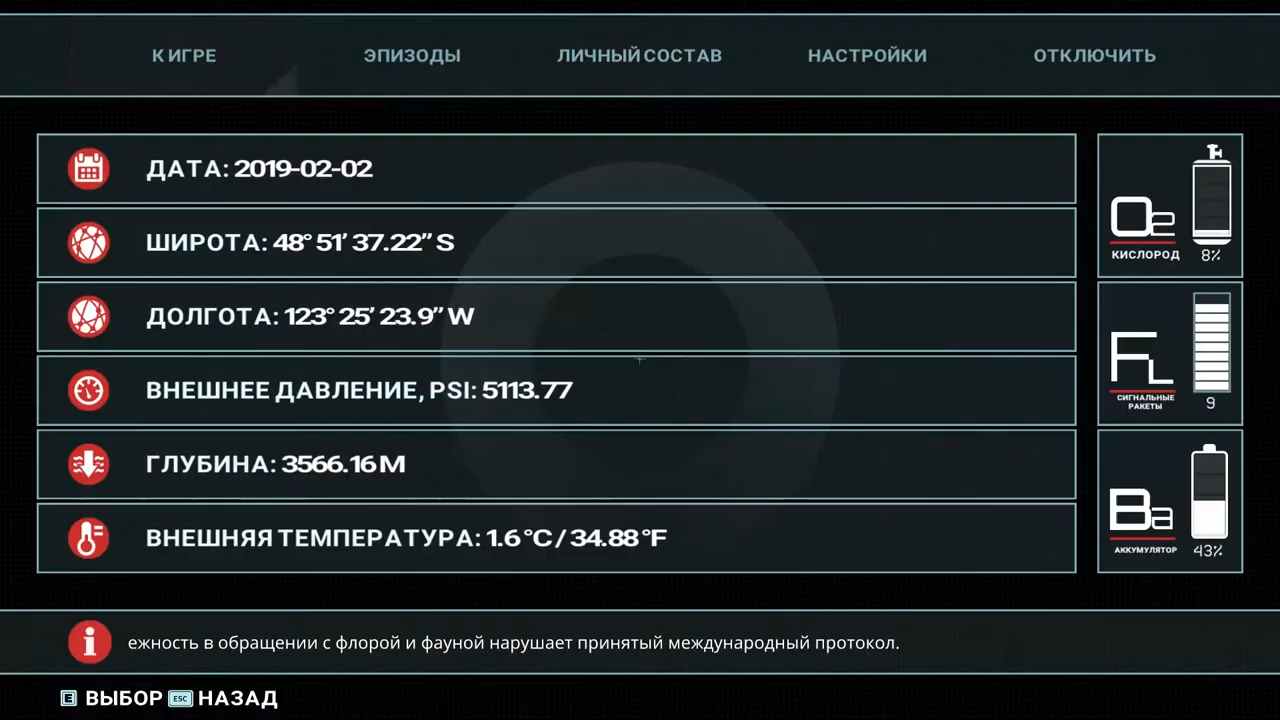 К ИГРЕ ЭПИЗОДЫ ЛИЧНЫЙ СОСТАВ НАСТРОЙКИ ОТКЛЮЧИТЬ
ДАТА: 2019-02-02
ШИРОТА: 48° 51' 37.22" S
ДОЛГОТА: 123° 25' 23.9" W
ВНЕШНЕЕ ДАВЛЕНИЕ, PSI: 5113.77
ГЛУБИНА: 3566.16 M
ВНЕШНЯЯ ТЕМПЕРАТУРА: 1.6 °C / 34.88 °F
O2
КИСЛОРОД 8%
FL
СИГНАЛЬНЫЕ
РАКЕТЫ 9
Ba
АККУМУЛЯТОР 43%
ежность в обращении с флорой и фауной нарушает принятый международный протокол.
E ВЫБОР ESC НАЗАД